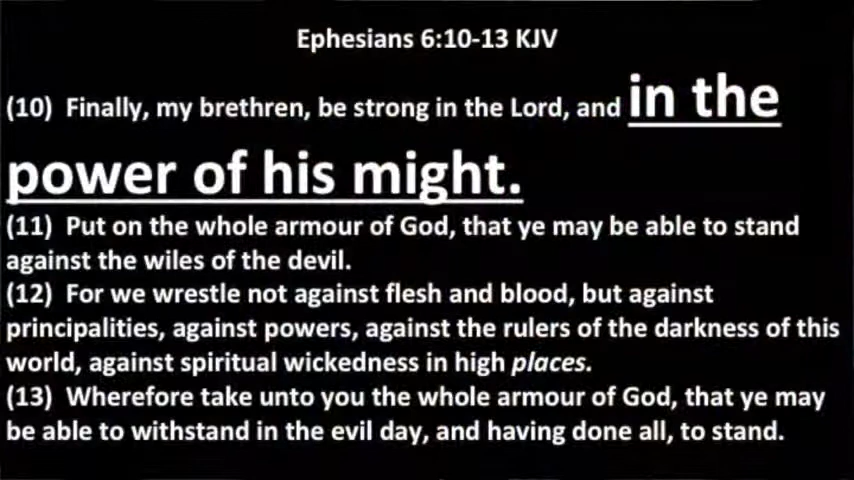 Ephesians 6:10-13 KJV
(10) Finally, my brethren, be strong in the Lord, and in the
power of his might.
(11) Put on the whole armour of God, that ye may be able to stand
against the wiles of the devil.
(12) For we wrestle not against flesh and blood, but against
principalities, against powers, against the rulers of the darkness of this
world, against spiritual wickedness in high places.
(13) Wherefore take unto you the whole armour of God, that ye may
be able to withstand in the evil day, and having done all, to stand.